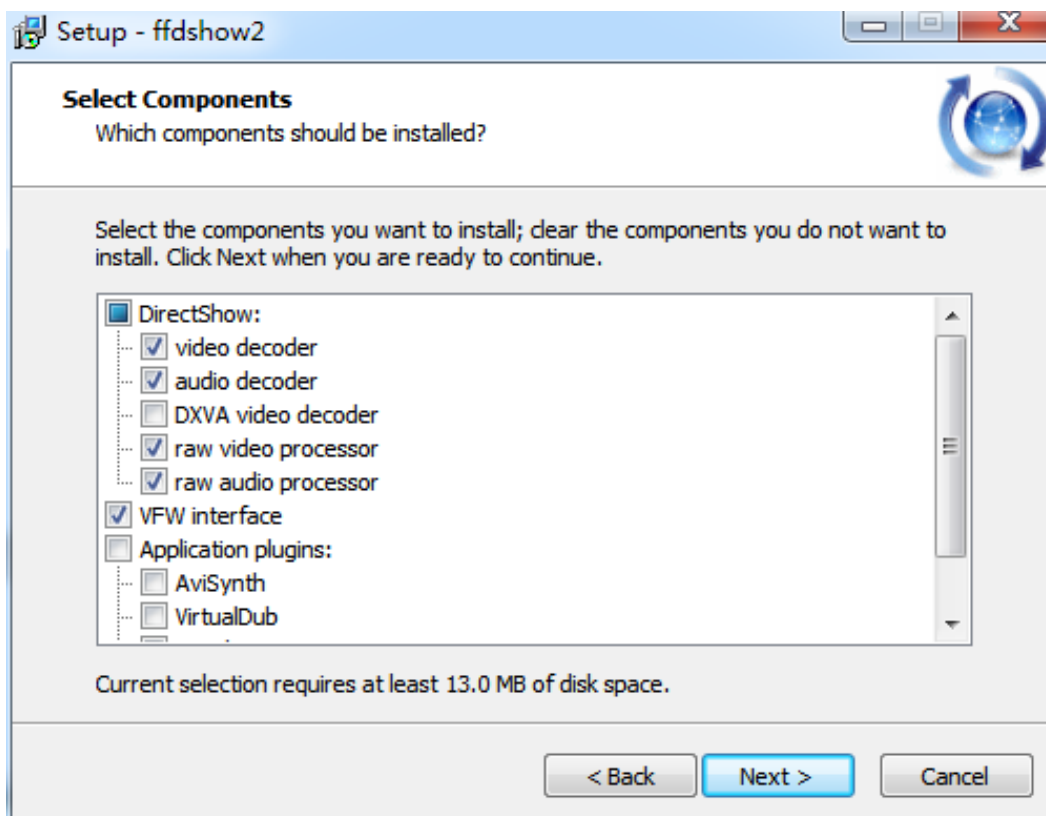 Setup - ffdshow2
Select Components
Which components should be installed?
Select the components you want to install; clear the components you do not want to
install. Click Next when you are ready to continue.
DirectShow:
video decoder
audio decoder
DXVA video decoder
raw video processor
raw audio processor
VFW interface
Application plugins:
AviSynth
VirtualDub
Current selection requires at least 13.0 MB of disk space.
< Back
Next >
Cancel